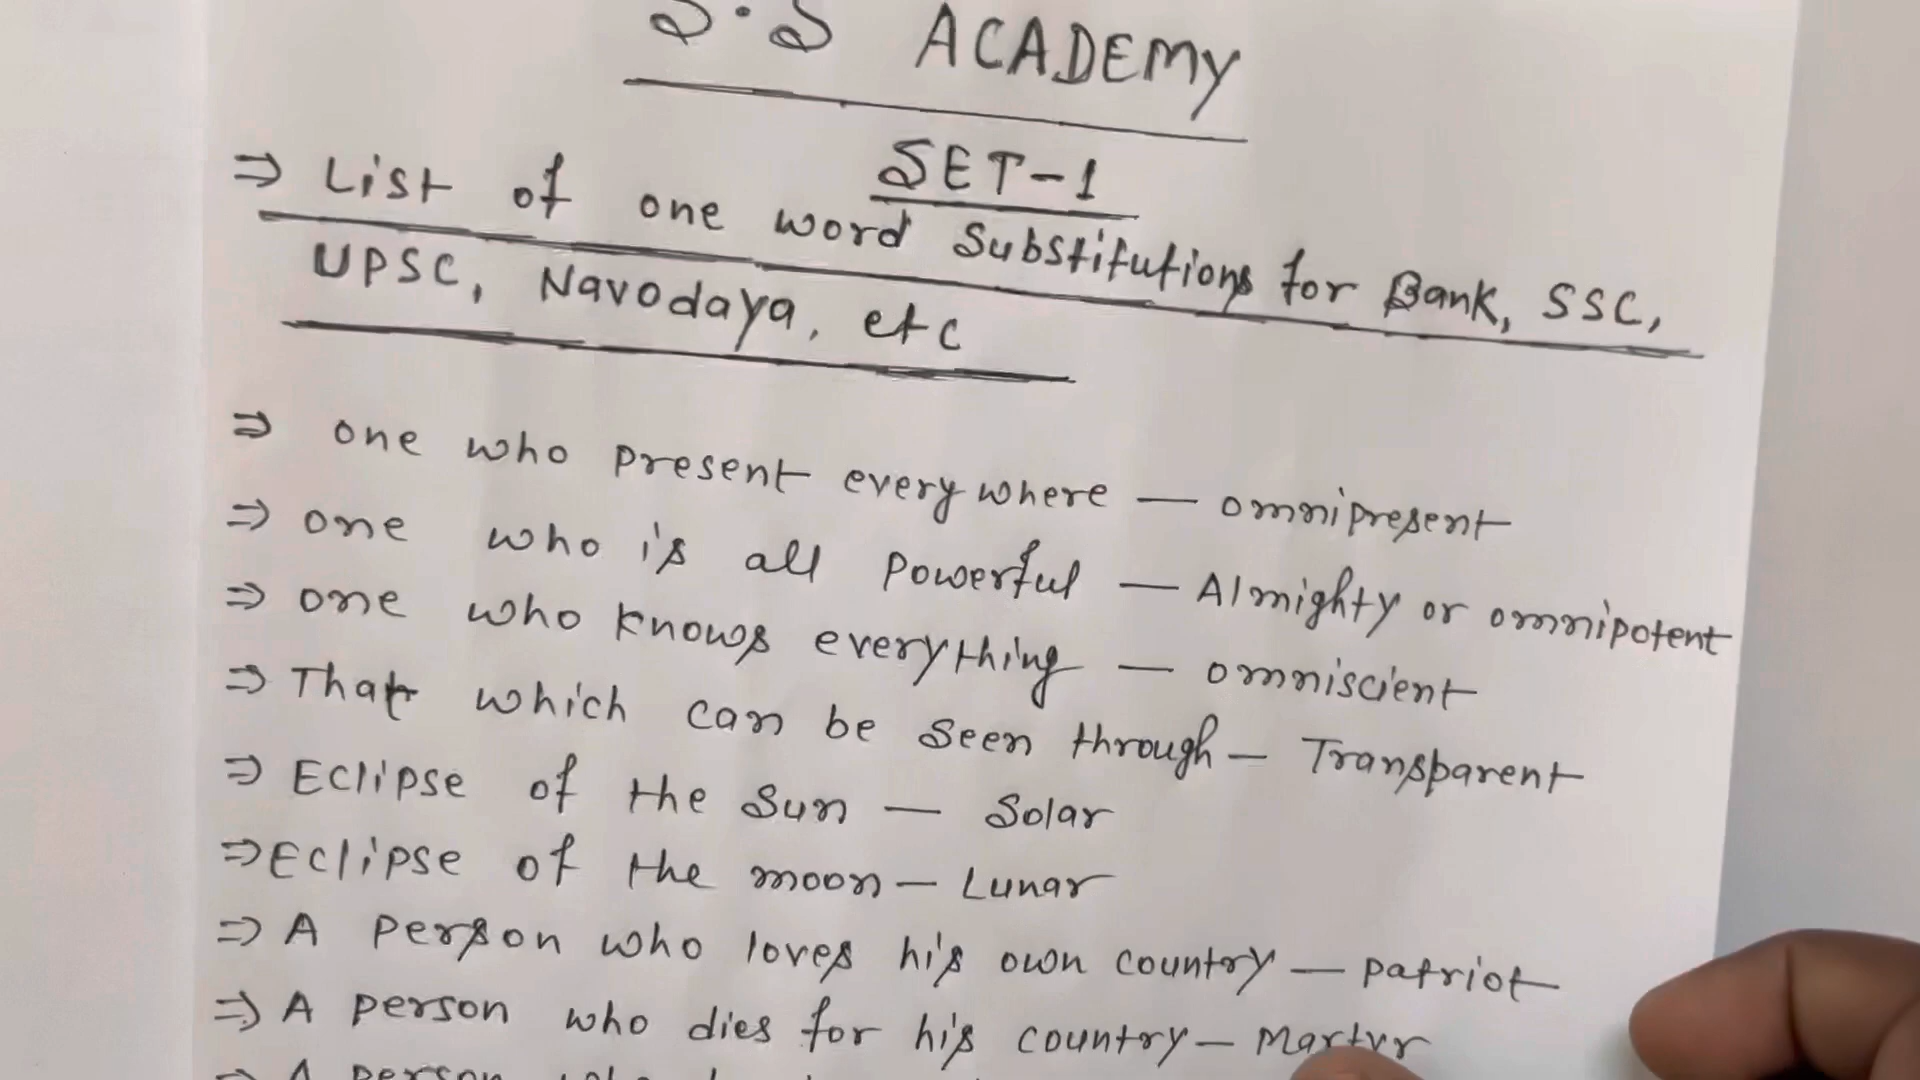 S.S ACADEMY
SET-1
⇒ List of one word Substitutions for Bank, SSC,
UPSC, Navodaya, etc
⇒ one who present everywhere — omnipresent
⇒ one who is all powerful — Almighty or omnipotent
⇒ one who knows everything — omniscient
⇒ That which can be seen through — Transparent
⇒ Eclipse of the Sun — Solar
⇒ Eclipse of the moon — Lunar
⇒ A person who loves his own country — patriot
⇒ A person who dies for his country — Martyr
⇒ A person who